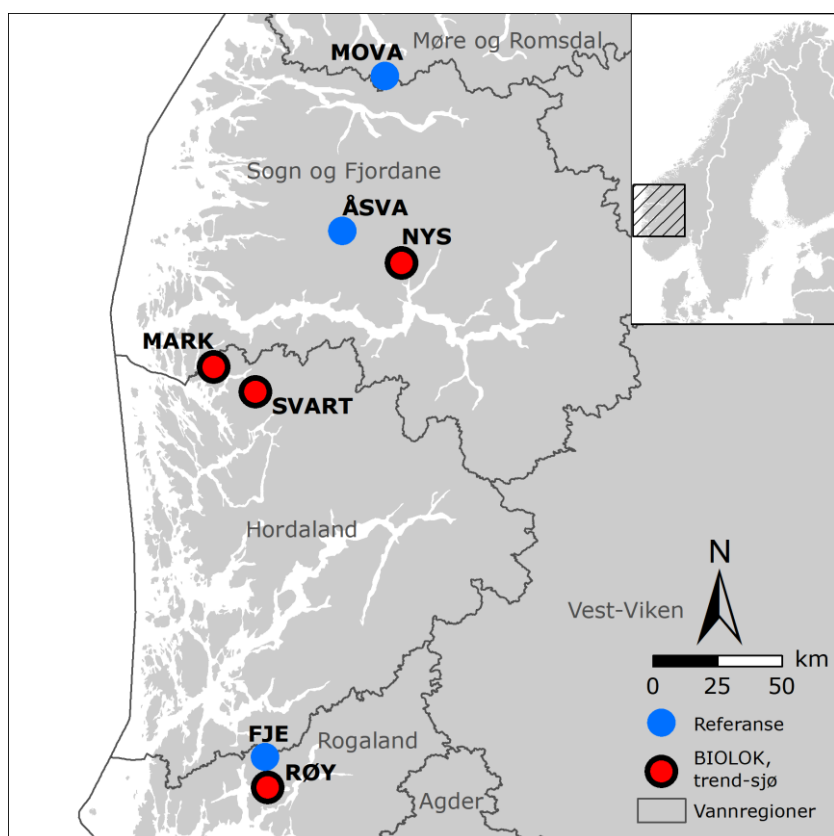 Møre og Romsdal
MOVA
Sogn og Fjordane
ÅSVA
NYS
MARK
SVART
Hordaland
N
Vest-Viken
km
0 25 50
FJE
Rogaland
Referanse
RØY
BIOLOK,
trend-sjø
Agder
Vannregioner